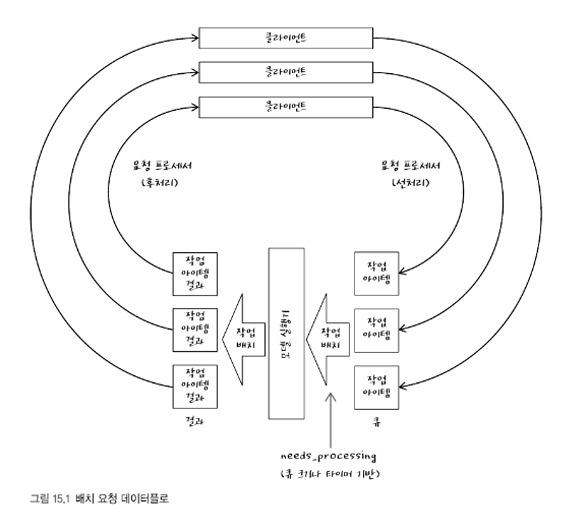 클라이언트
클라이언트
클라이언트
요청 프로세서
(후처리)
요청 프로세서
(선처리)
작업
아이템
결과
작업
아이템
결과
작업
아이템
결과
결과
작업
배치
모델 실행기
작업
배치
작업
아이템
작업
아이템
작업
아이템
큐
needs_processing
(큐 크기나 타이머 기반)
그림 15.1 배치 요청 데이터플로